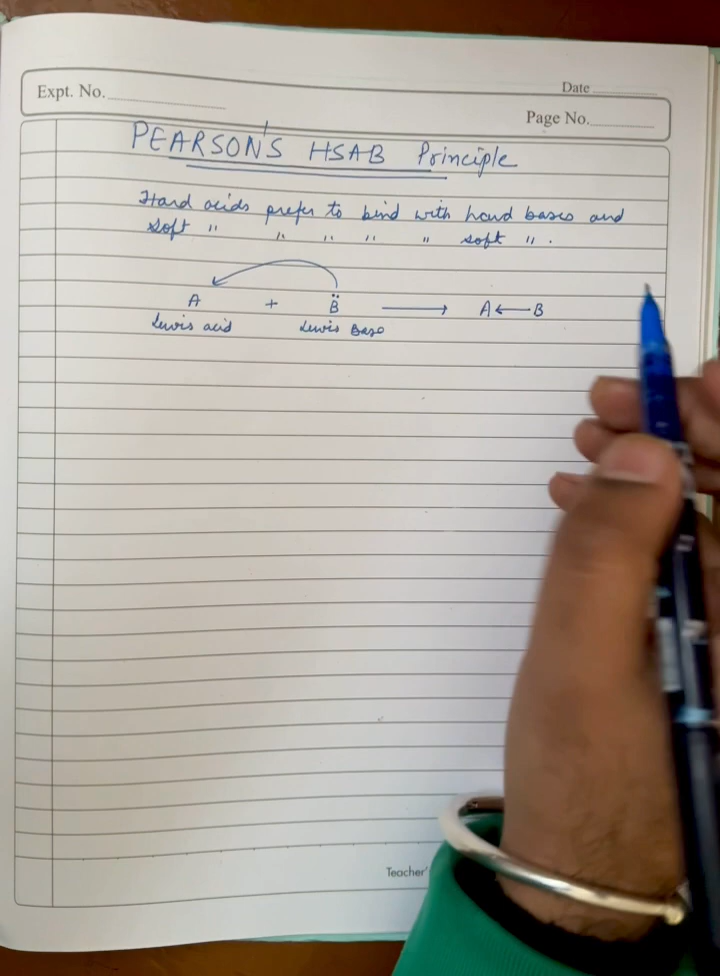 Expt. No.
Date
Page No.
PEARSON'S HSAB Principle
Hard acids prefer to bind with hard bases and
soft " " " " " soft " .
A + B̈ ⟶ A ⟵ B
Lewis acid Lewis Base
Teacher's